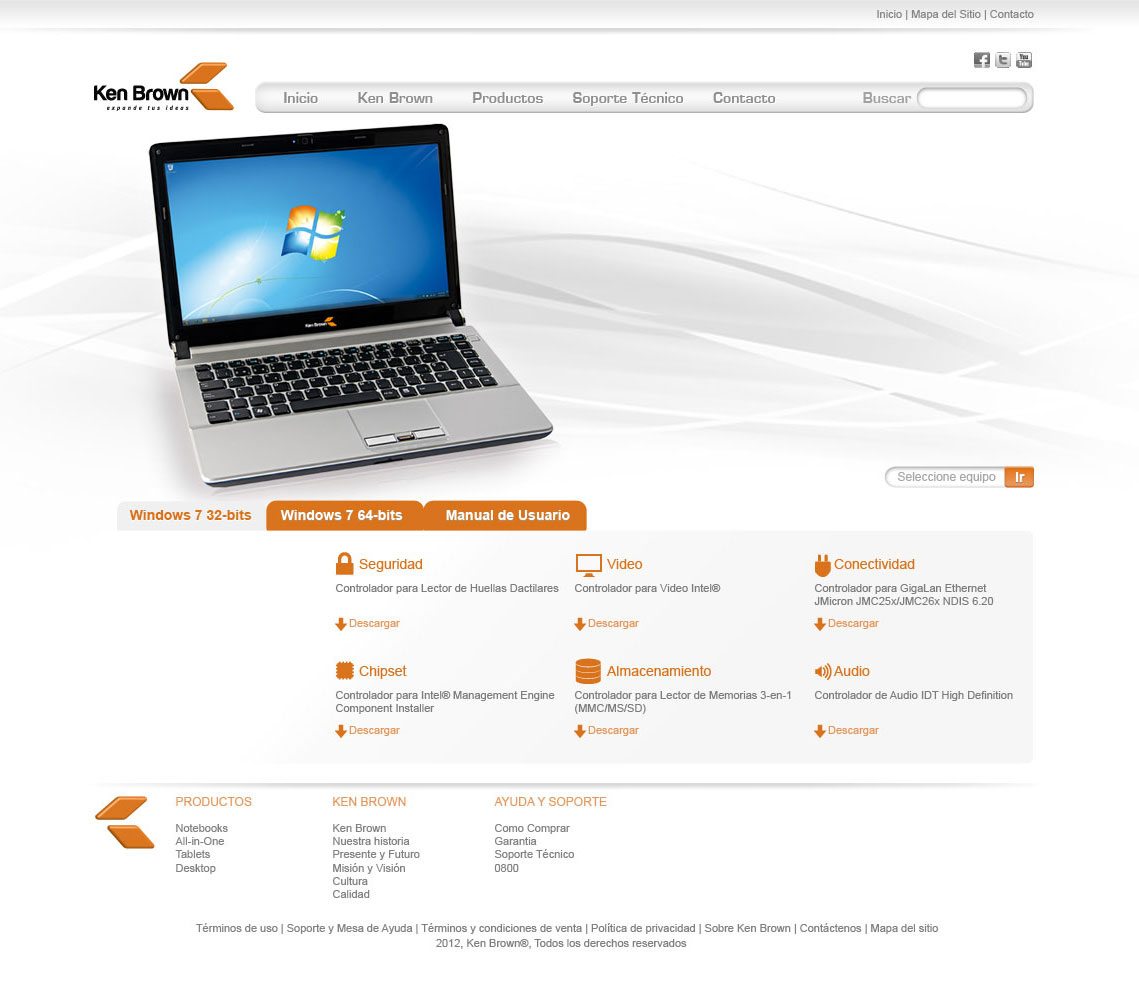 Inicio | Mapa del Sitio | Contacto
Ken Brown
expande tus ideas
Inicio Ken Brown Productos Soporte Técnico Contacto Buscar
Ken Brown
Seleccione equipo Ir
Windows 7 32-bits Windows 7 64-bits Manual de Usuario
Seguridad
Controlador para Lector de Huellas Dactilares
Descargar
Video
Controlador para Video Intel®
Descargar
Conectividad
Controlador para GigaLan Ethernet
JMicron JMC25x/JMC26x NDIS 6.20
Descargar
Chipset
Controlador para Intel® Management Engine
Component Installer
Descargar
Almacenamiento
Controlador para Lector de Memorias 3-en-1
(MMC/MS/SD)
Descargar
Audio
Controlador de Audio IDT High Definition
Descargar
PRODUCTOS
Notebooks
All-in-One
Tablets
Desktop
KEN BROWN
Ken Brown
Nuestra historia
Presente y Futuro
Misión y Visión
Cultura
Calidad
AYUDA Y SOPORTE
Como Comprar
Garantia
Soporte Técnico
0800
Términos de uso | Soporte y Mesa de Ayuda | Términos y condiciones de venta | Política de privacidad | Sobre Ken Brown | Contáctenos | Mapa del sitio
2012, Ken Brown®, Todos los derechos reservados